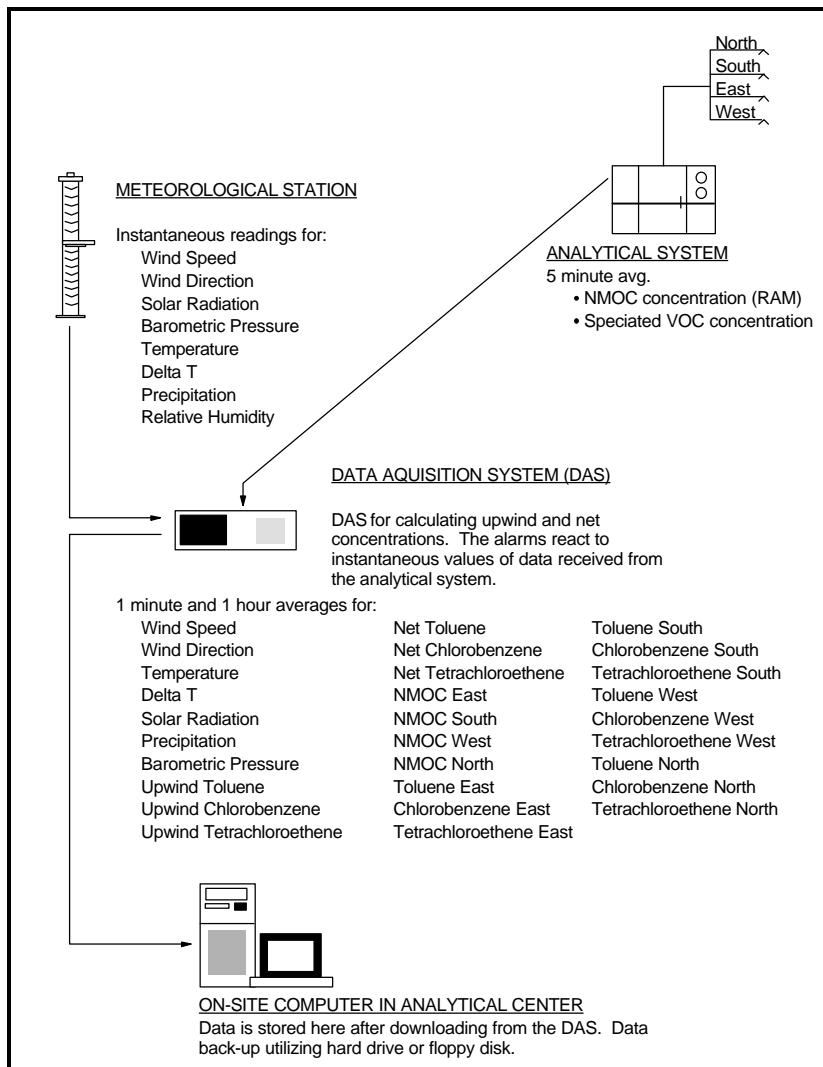 North
South
East
West
METEOROLOGICAL STATION
Instantaneous readings for:
Wind Speed
Wind Direction
Solar Radiation
Barometric Pressure
Temperature
Delta T
Precipitation
Relative Humidity
ANALYTICAL SYSTEM
5 minute avg.
• NMOC concentration (RAM)
• Speciated VOC concentration
DATA AQUISITION SYSTEM (DAS)
DAS for calculating upwind and net
concentrations. The alarms react to
instantaneous values of data received from
the analytical system.
1 minute and 1 hour averages for:
Wind Speed
Wind Direction
Temperature
Delta T
Solar Radiation
Precipitation
Barometric Pressure
Upwind Toluene
Upwind Chlorobenzene
Upwind Tetrachloroethene
Net Toluene
Net Chlorobenzene
Net Tetrachloroethene
NMOC East
NMOC South
NMOC West
NMOC North
Toluene East
Chlorobenzene East
Tetrachloroethene East
Toluene South
Chlorobenzene South
Tetrachloroethene South
Toluene West
Chlorobenzene West
Tetrachloroethene West
Toluene North
Chlorobenzene North
Tetrachloroethene North
ON-SITE COMPUTER IN ANALYTICAL CENTER
Data is stored here after downloading from the DAS. Data
back-up utilizing hard drive or floppy disk.